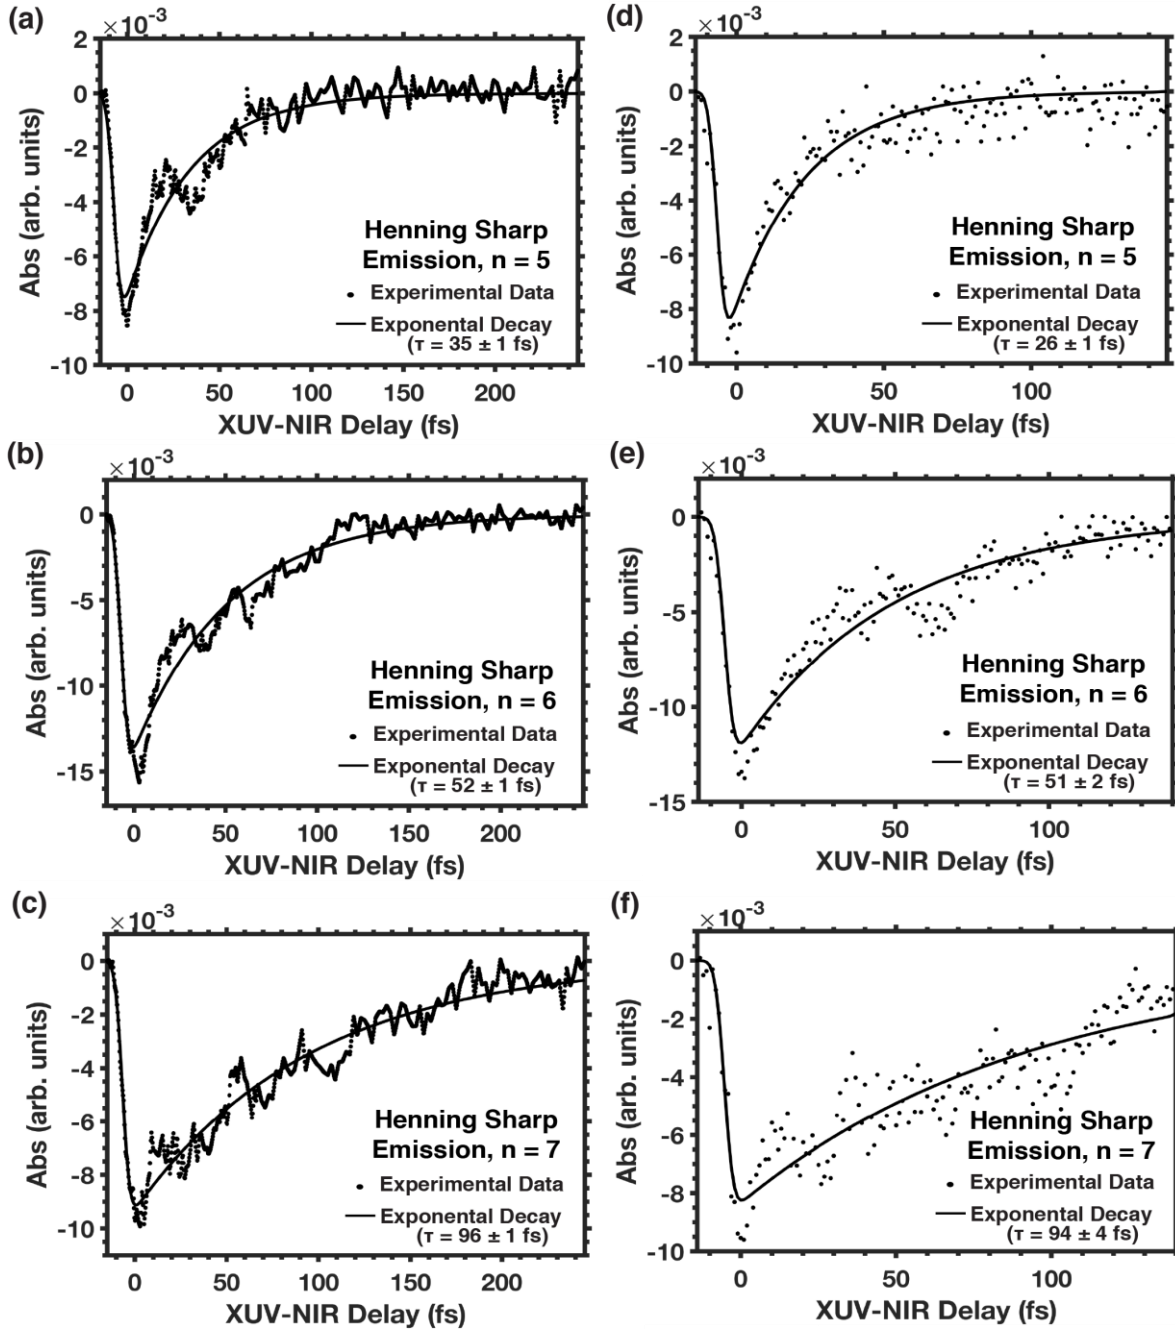 (a)
×10⁻³
2
0
-2
-4
-6
-8
-10
Abs (arb. units)
Henning Sharp
Emission, n = 5
Experimental Data
Exponental Decay
(τ = 35 ± 1 fs)
0 50 100 150 200
XUV-NIR Delay (fs)
(d)
×10⁻³
2
0
-2
-4
-6
-8
-10
Abs (arb. units)
Henning Sharp
Emission, n = 5
Experimental Data
Exponental Decay
(τ = 26 ± 1 fs)
0 50 100
XUV-NIR Delay (fs)
(b)
×10⁻³
0
-5
-10
-15
Abs (arb. units)
Henning Sharp
Emission, n = 6
Experimental Data
Exponental Decay
(τ = 52 ± 1 fs)
0 50 100 150 200
XUV-NIR Delay (fs)
(e)
×10⁻³
0
-5
-10
-15
Abs (arb. units)
Henning Sharp
Emission, n = 6
Experimental Data
Exponental Decay
(τ = 51 ± 2 fs)
0 50 100
XUV-NIR Delay (fs)
(c)
×10⁻³
0
-2
-4
-6
-8
-10
Abs (arb. units)
Henning Sharp
Emission, n = 7
Experimental Data
Exponental Decay
(τ = 96 ± 1 fs)
0 50 100 150 200
XUV-NIR Delay (fs)
(f)
×10⁻³
0
-2
-4
-6
-8
-10
Abs (arb. units)
Henning Sharp
Emission, n = 7
Experimental Data
Exponental Decay
(τ = 94 ± 4 fs)
0 50 100
XUV-NIR Delay (fs)